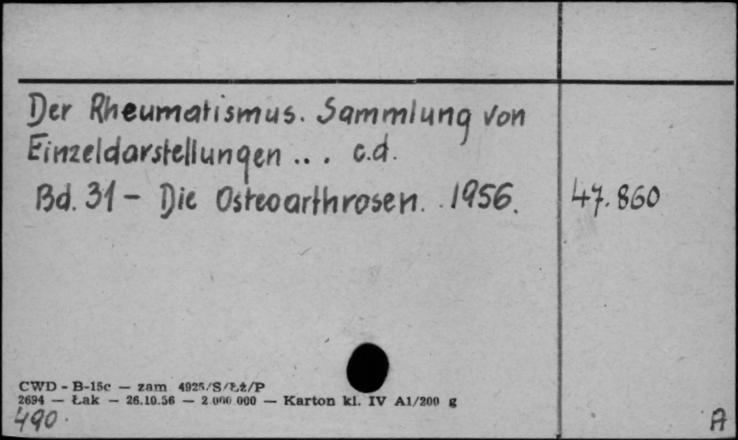 Der Rheumatismus. Sammlung von
Einzeldarstellungen ... c.d.
Bd. 31 - Die Osteoarthrosen. 1956. 47.860
CWD - B-15c — zam 4925/S/Łż/P
2694 — Łak — 26.10.56 — 2.000.000 — Karton kl. IV A1/200 g
490. A